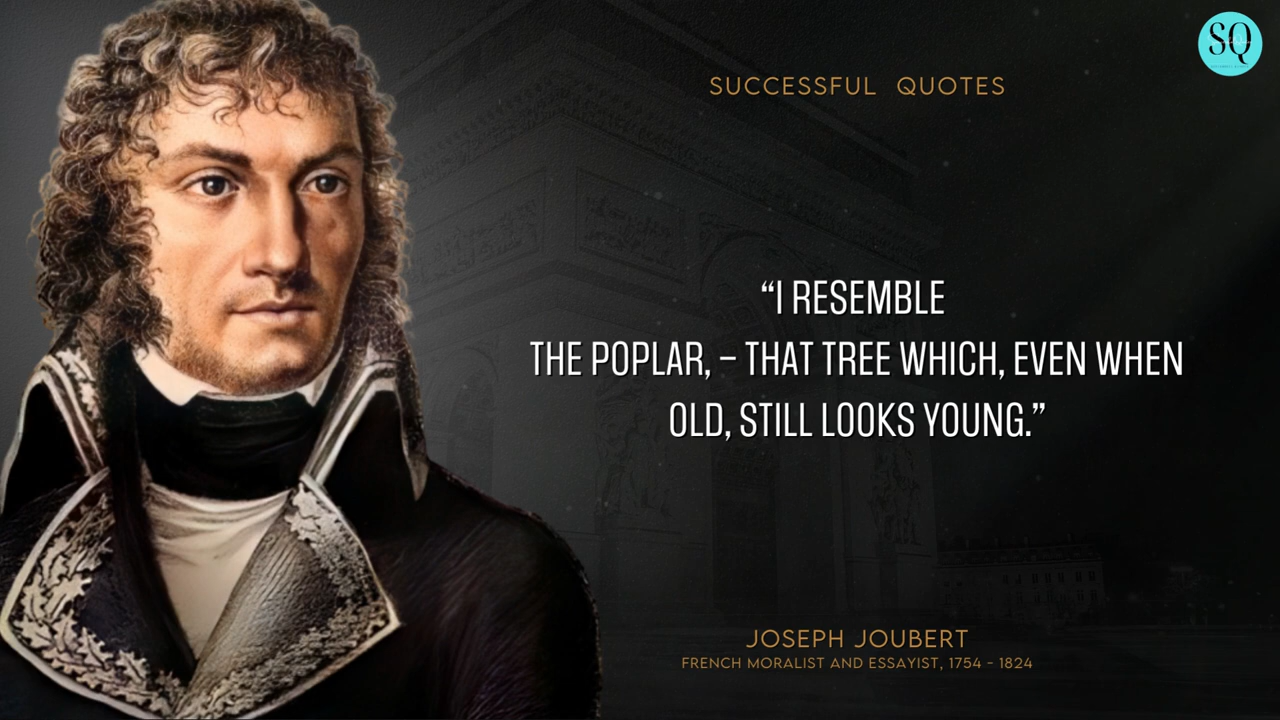 SQ
SUCCESSFUL QUOTES
“I RESEMBLE
THE POPLAR, – THAT TREE WHICH, EVEN WHEN
OLD, STILL LOOKS YOUNG.”
JOSEPH JOUBERT
FRENCH MORALIST AND ESSAYIST, 1754 - 1824